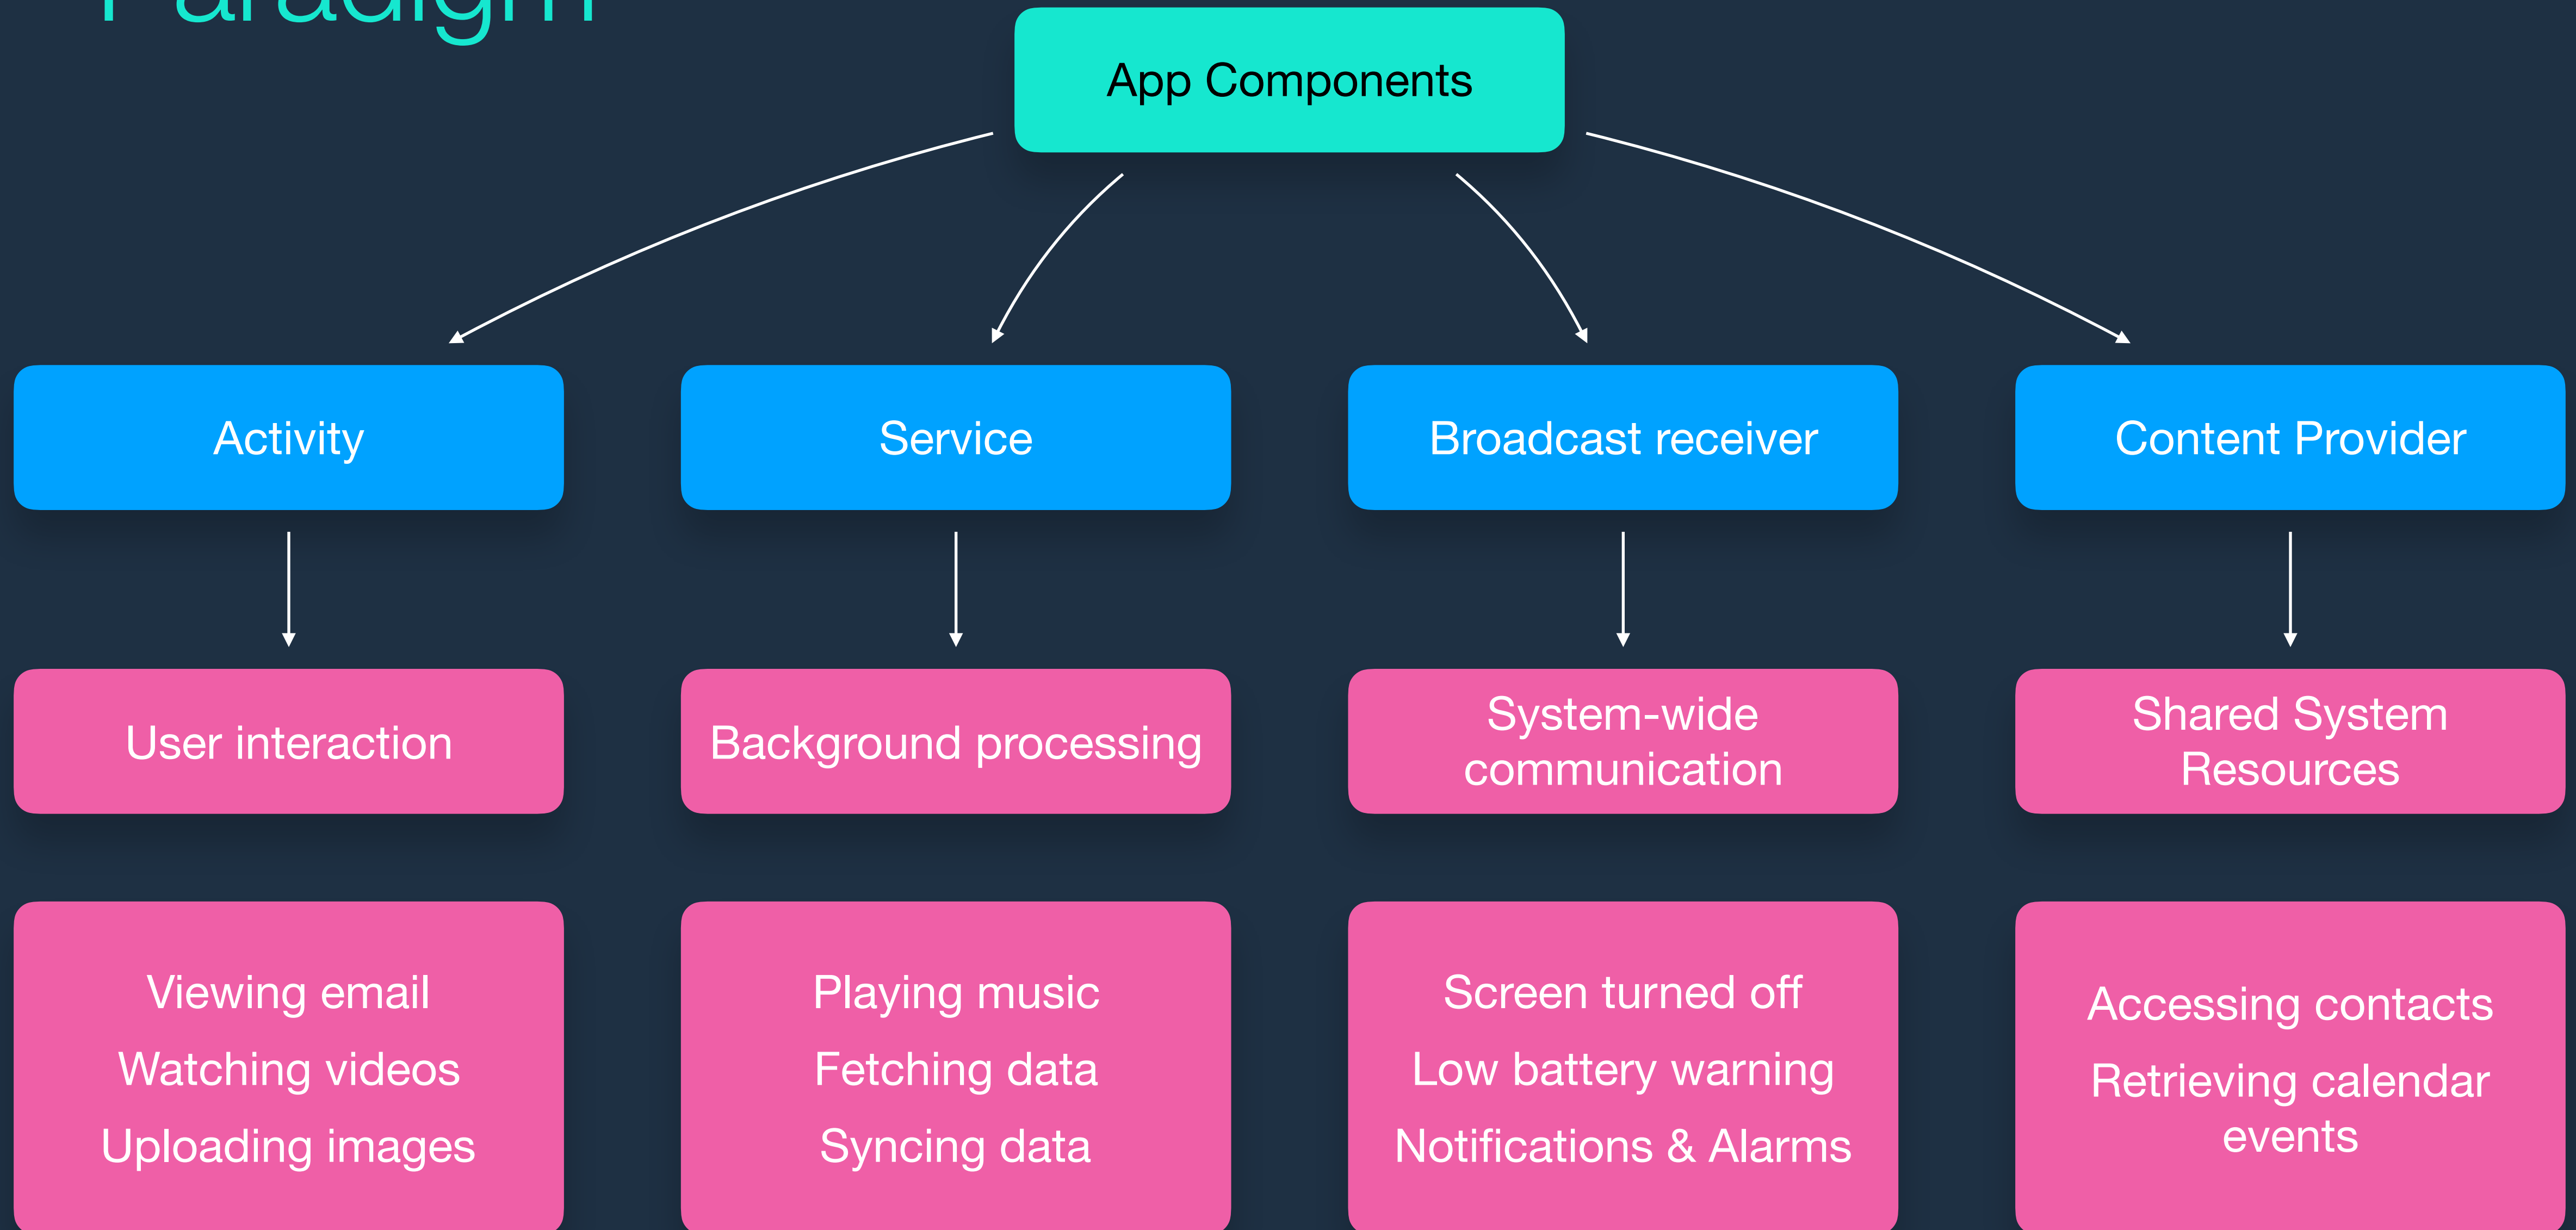 Paradigm
App Components
Activity
Service
Broadcast receiver
Content Provider
User interaction
Background processing
System-wide
communication
Shared System
Resources
Viewing email
Watching videos
Uploading images
Playing music
Fetching data
Syncing data
Screen turned off
Low battery warning
Notifications & Alarms
Accessing contacts
Retrieving calendar
events